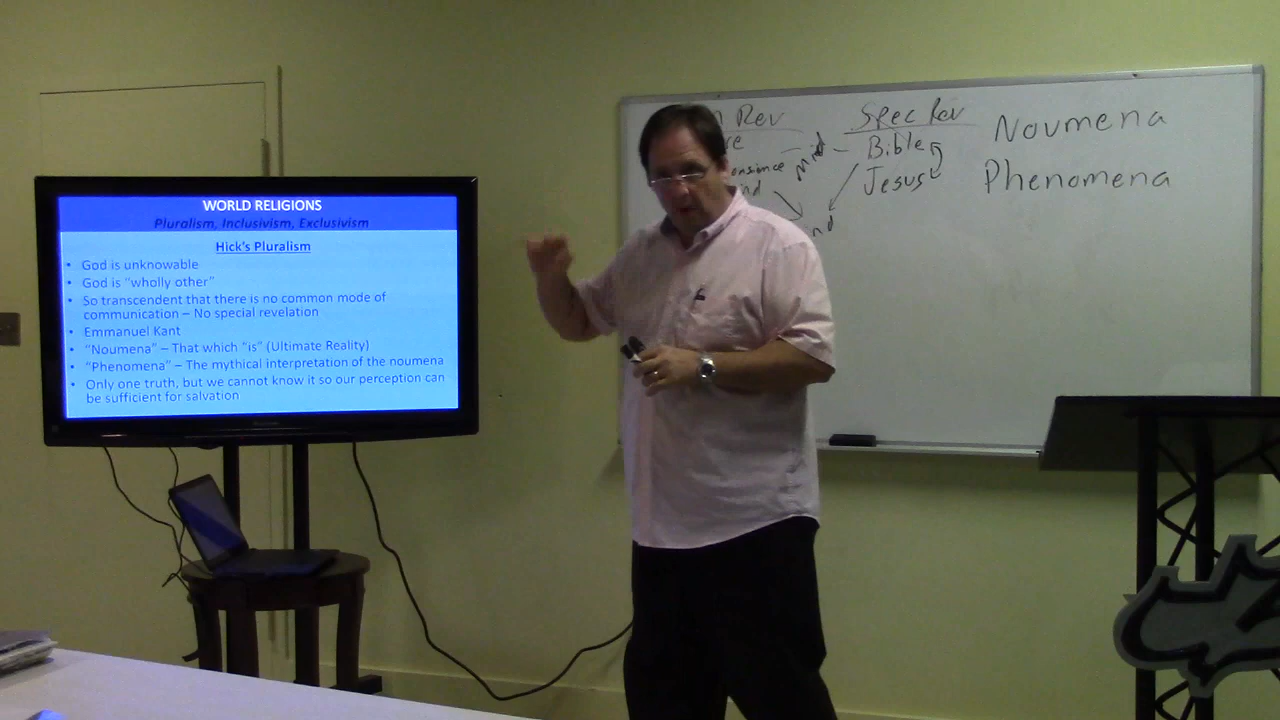 WORLD RELIGIONS
Pluralism, Inclusivism, Exclusivism
Hick's Pluralism
• God is unknowable
• God is "wholly other"
• So transcendent that there is no common mode of
communication – No special revelation
• Emmanuel Kant
• "Noumena" – That which "is" (Ultimate Reality)
• "Phenomena" – The mythical interpretation of the noumena
• Only one truth, but we cannot know it so our perception can
be sufficient for salvation
Rev
Spec Rev
Noumena
Bible
Jesus
Phenomena